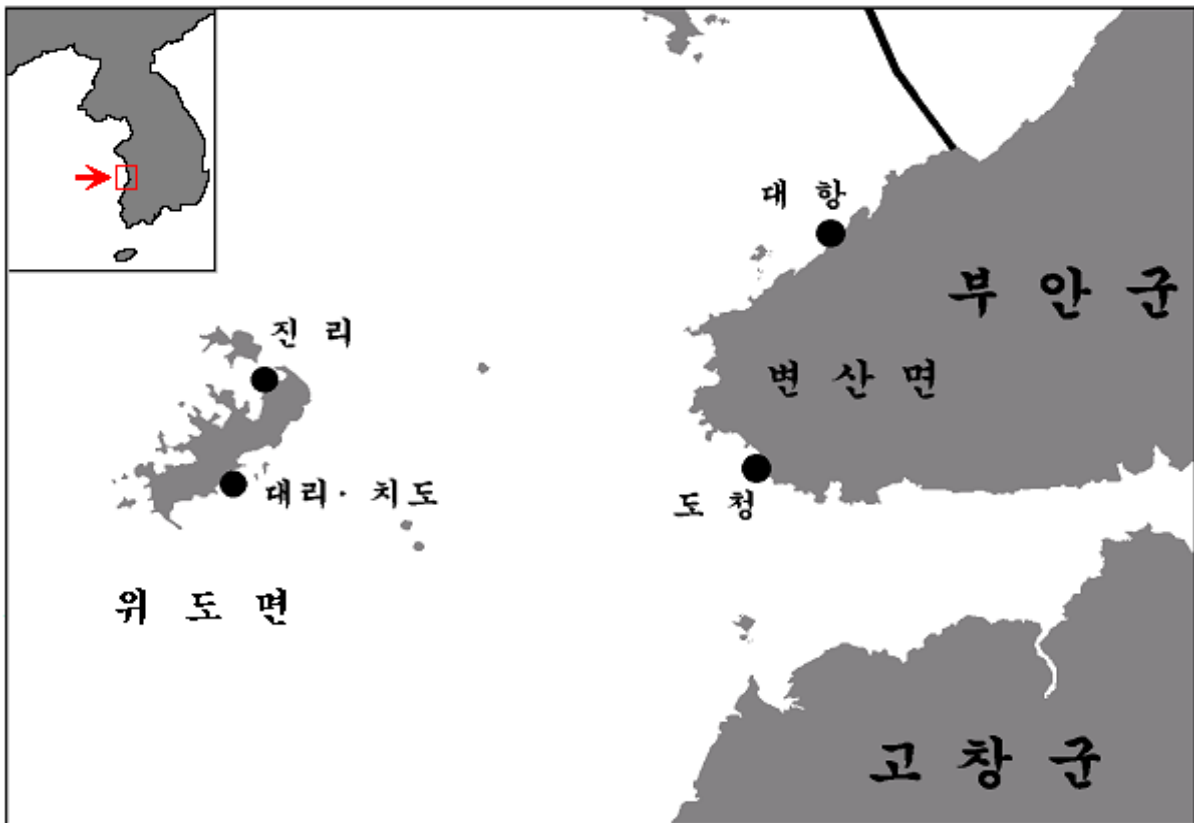 대 항
부 안 군
진 리
변 산 면
대리· 치도
도 청
위 도 면
고 창 군